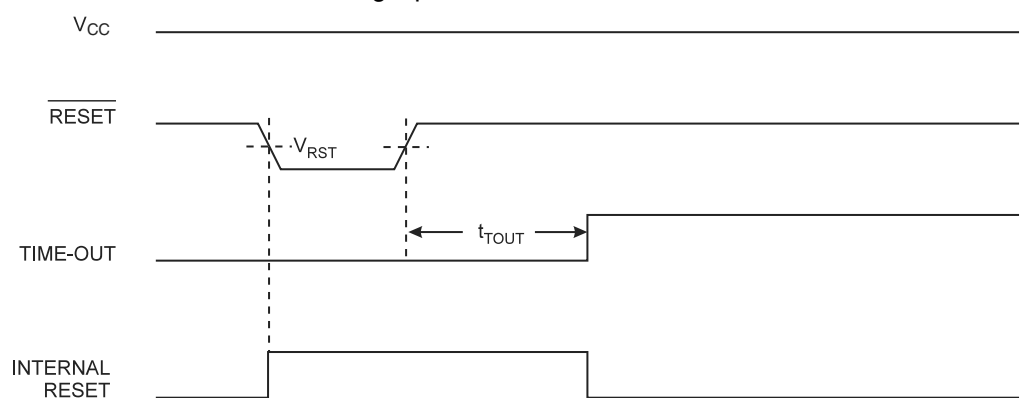 VCC
RESET
VRST
tTOUT
TIME-OUT
INTERNAL
RESET